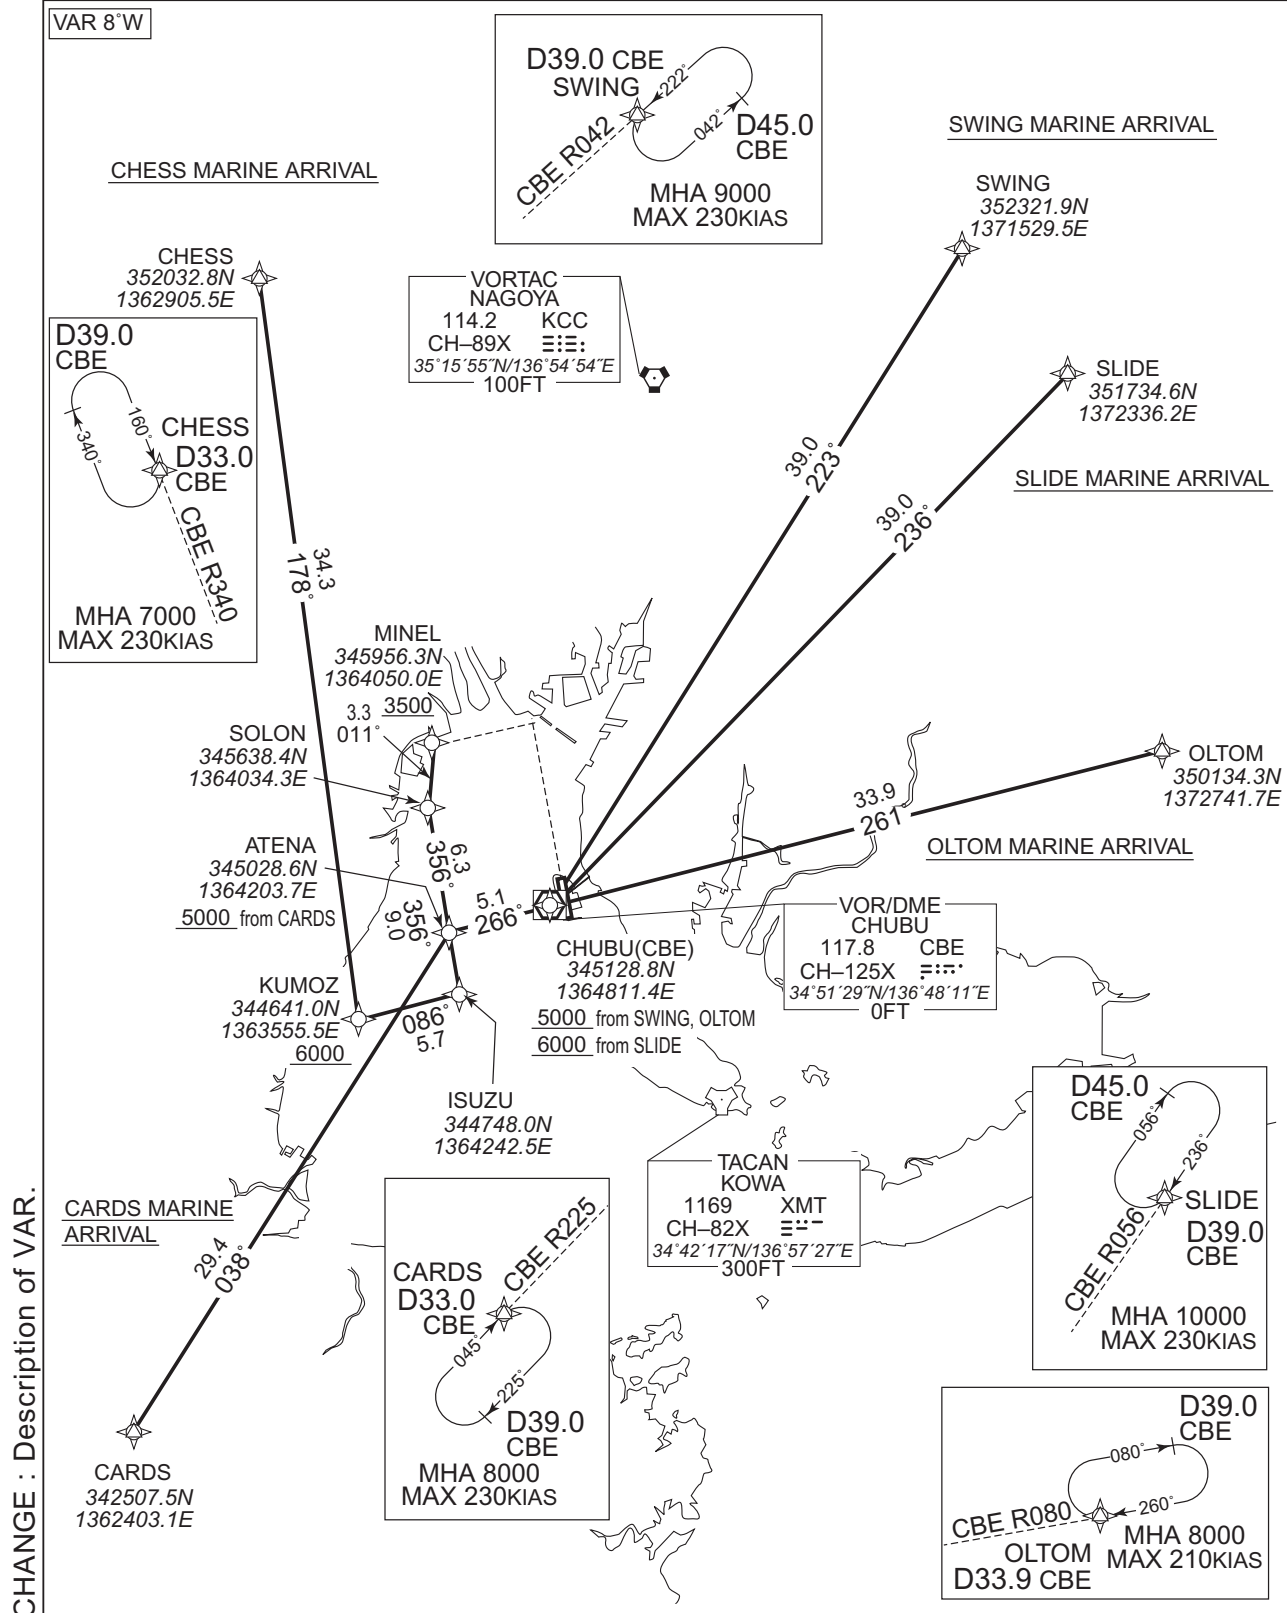 VAR 8°W
D39.0 CBE
SWING
222°
042°
D45.0
CBE
CBE R042
MHA 9000
MAX 230KIAS
SWING MARINE ARRIVAL
CHESS MARINE ARRIVAL
SWING
352321.9N
1371529.5E
CHESS
352032.8N
1362905.5E
VORTAC
NAGOYA
114.2 KCC
CH–89X
35°15´55˝N/136°54´54˝E
100FT
D39.0
CBE
160°
340°
CHESS
D33.0
CBE
CBE R340
MHA 7000
MAX 230KIAS
SLIDE
351734.6N
1372336.2E
SLIDE MARINE ARRIVAL
39.0
223°
39.0
236°
34.3
178°
MINEL
345956.3N
1364050.0E
3500
3.3
011°
SOLON
345638.4N
1364034.3E
OLTOM
350134.3N
1372741.7E
33.9
261°
OLTOM MARINE ARRIVAL
ATENA
345028.6N
1364203.7E
5000 from CARDS
6.3
356°
356°
9.0
5.1
266°
VOR/DME
CHUBU
117.8 CBE
CH–125X
34°51´29˝N/136°48´11˝E
0FT
CHUBU(CBE)
345128.8N
1364811.4E
5000 from SWING, OLTOM
6000 from SLIDE
KUMOZ
344641.0N
1363555.5E
6000
086°
5.7
ISUZU
344748.0N
1364242.5E
D45.0
CBE
056°
236°
SLIDE
D39.0
CBE
CBE R056
MHA 10000
MAX 230KIAS
TACAN
KOWA
1169 XMT
CH–82X
34°42´17˝N/136°57´27˝E
300FT
CARDS MARINE
ARRIVAL
29.4
038°
CBE R225
CARDS
D33.0
CBE
045°
225°
D39.0
CBE
MHA 8000
MAX 230KIAS
CARDS
342507.5N
1362403.1E
D39.0
CBE
080°
260°
CBE R080
MHA 8000
MAX 210KIAS
OLTOM
D33.9 CBE
CHANGE : Description of VAR.